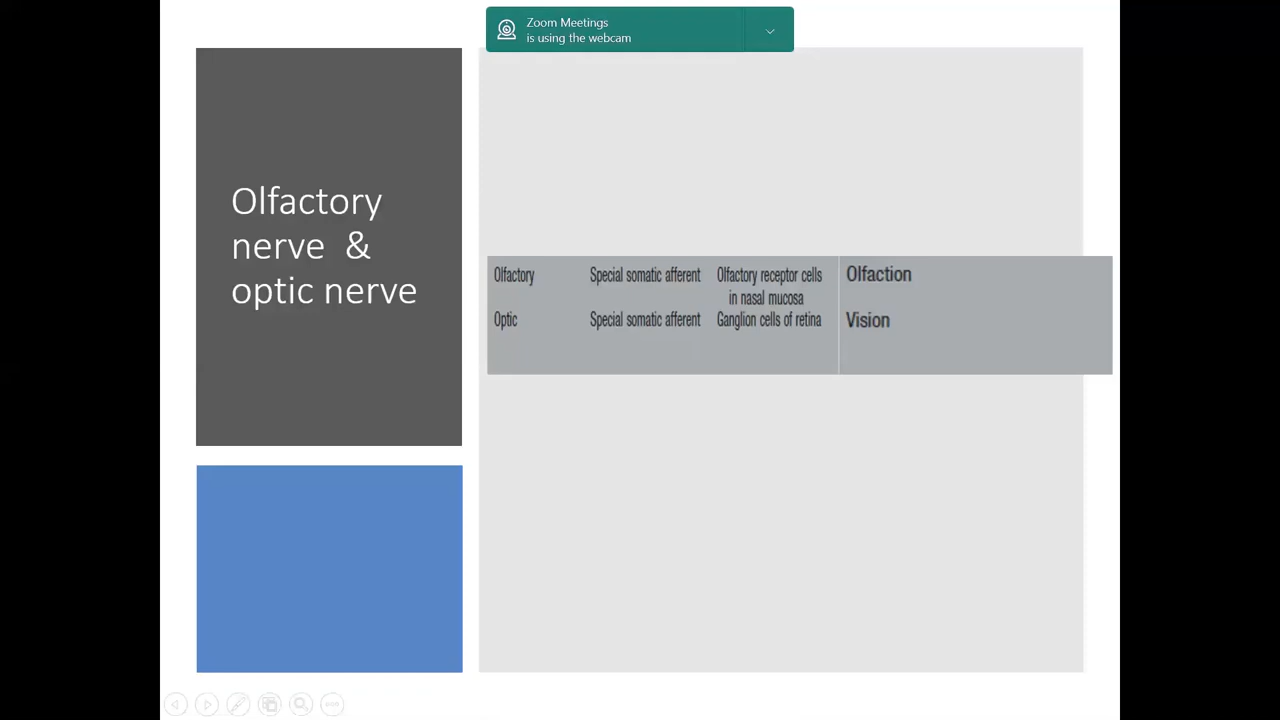 Zoom Meetings
is using the webcam
Olfactory
nerve &
optic nerve
Olfactory Special somatic afferent Olfactory receptor cells Olfaction
in nasal mucosa
Optic Special somatic afferent Ganglion cells of retina Vision